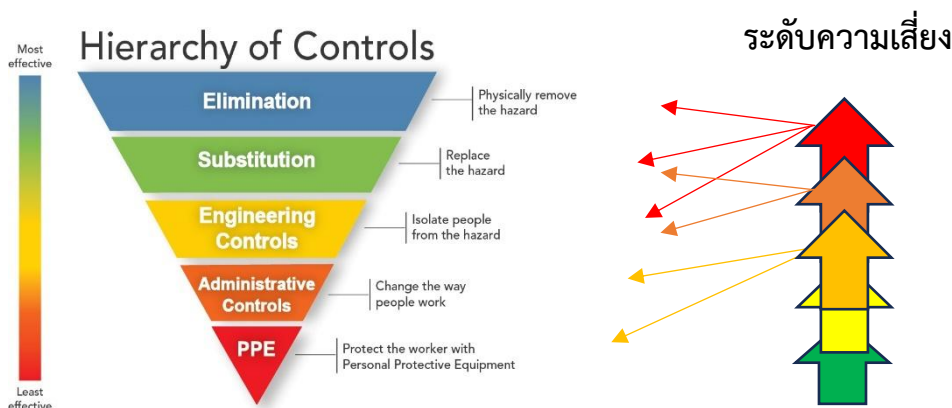 Hierarchy of Controls
ระดับความเสี่ยง
Most
effective
Elimination
Physically remove
the hazard
Substitution
Replace
the hazard
Engineering
Controls
Isolate people
from the hazard
Administrative
Controls
Change the way
people work
PPE
Protect the worker with
Personal Protective Equipment
Least
effective